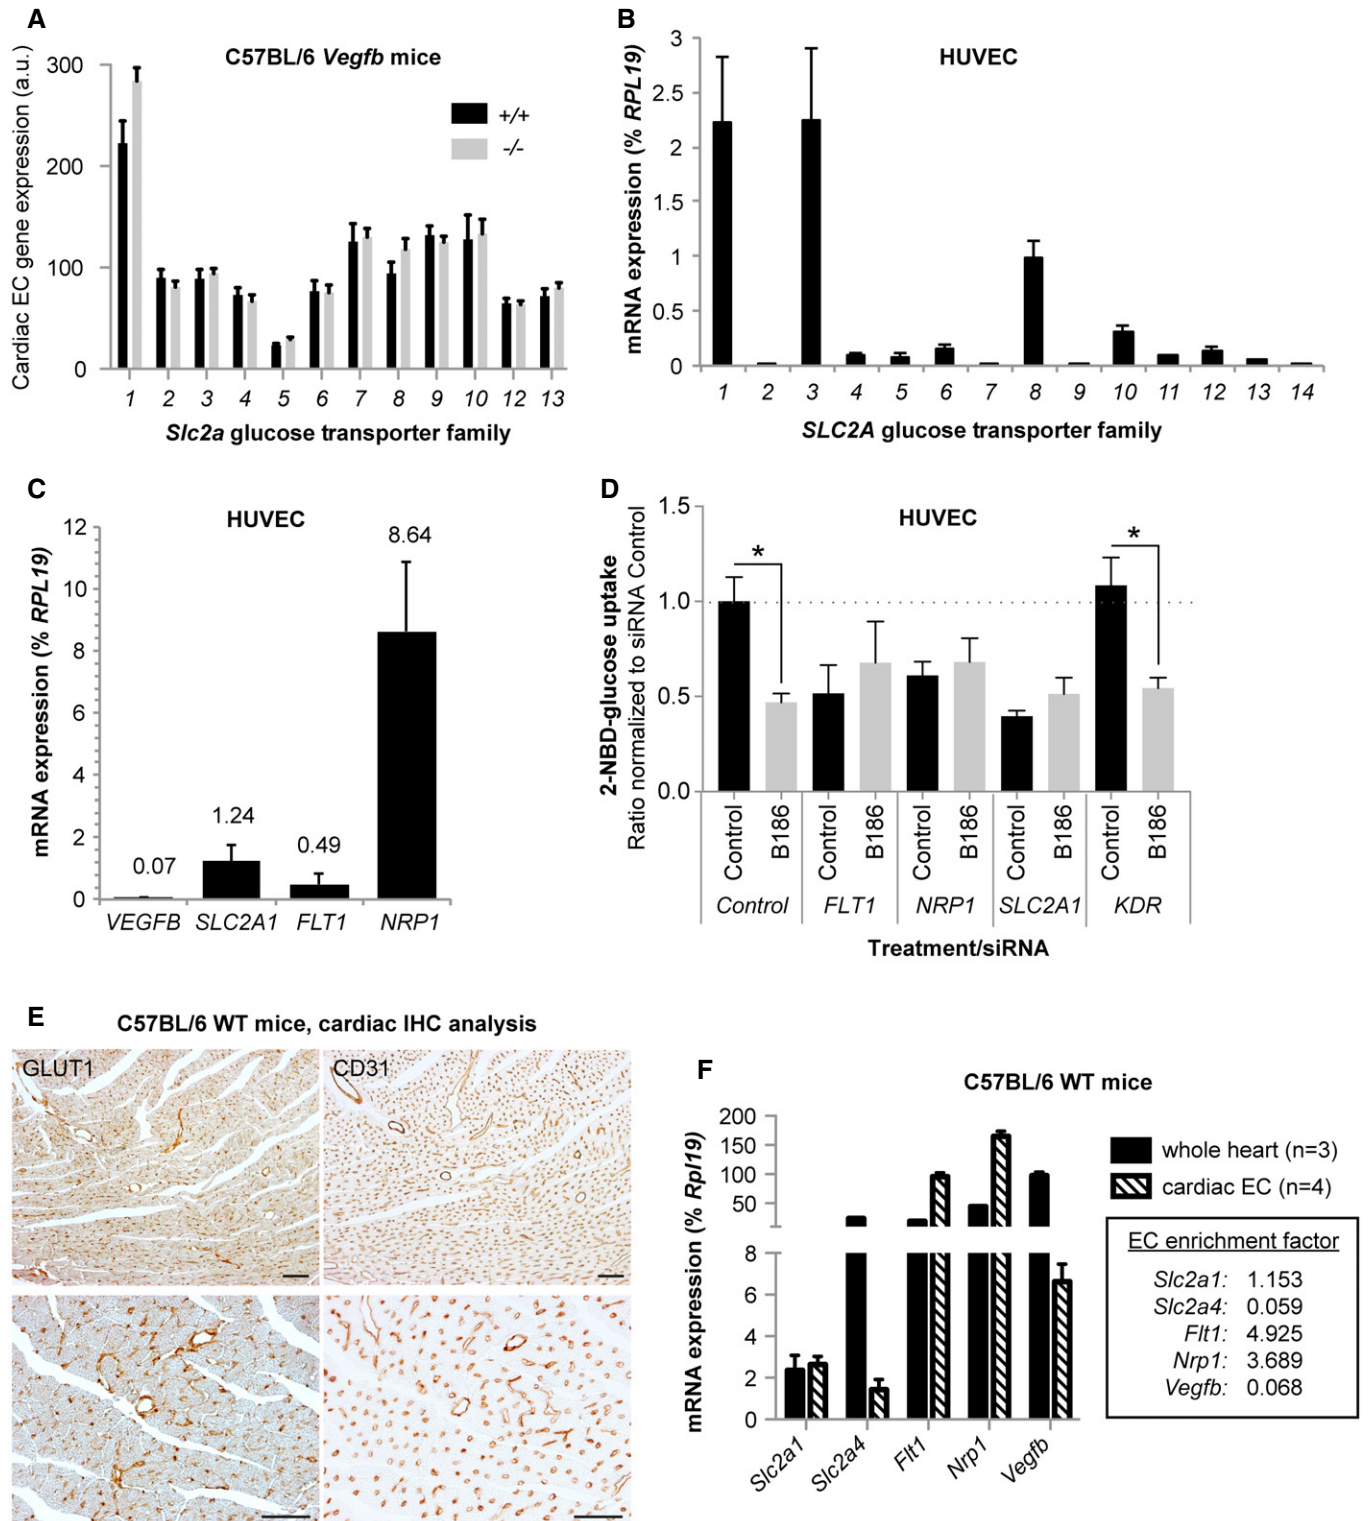 A
C57BL/6 Vegfb mice
Cardiac EC gene expression (a.u.)
300
200
100
0
+/+
-/-
1 2 3 4 5 6 7 8 9 10 12 13
Slc2a glucose transporter family
B
HUVEC
mRNA expression (% RPL19)
3
2.5
2
1.5
1
0.5
0
1 2 3 4 5 6 7 8 9 10 11 12 13 14
SLC2A glucose transporter family
C
HUVEC
mRNA expression (% RPL19)
12
10
8
6
4
2
0
0.07
1.24
0.49
8.64
VEGFB SLC2A1 FLT1 NRP1
D
HUVEC
2-NBD-glucose uptake
Ratio normalized to siRNA Control
1.5
1.0
0.5
0.0
*
*
Control B186 Control B186 Control B186 Control B186 Control B186
Control FLT1 NRP1 SLC2A1 KDR
Treatment/siRNA
E
C57BL/6 WT mice, cardiac IHC analysis
GLUT1
CD31
F
C57BL/6 WT mice
mRNA expression (% Rpl19)
200
150
100
50
8
6
4
2
0
Slc2a1 Slc2a4 Flt1 Nrp1 Vegfb
whole heart (n=3)
cardiac EC (n=4)
EC enrichment factor
Slc2a1: 1.153
Slc2a4: 0.059
Flt1: 4.925
Nrp1: 3.689
Vegfb: 0.068